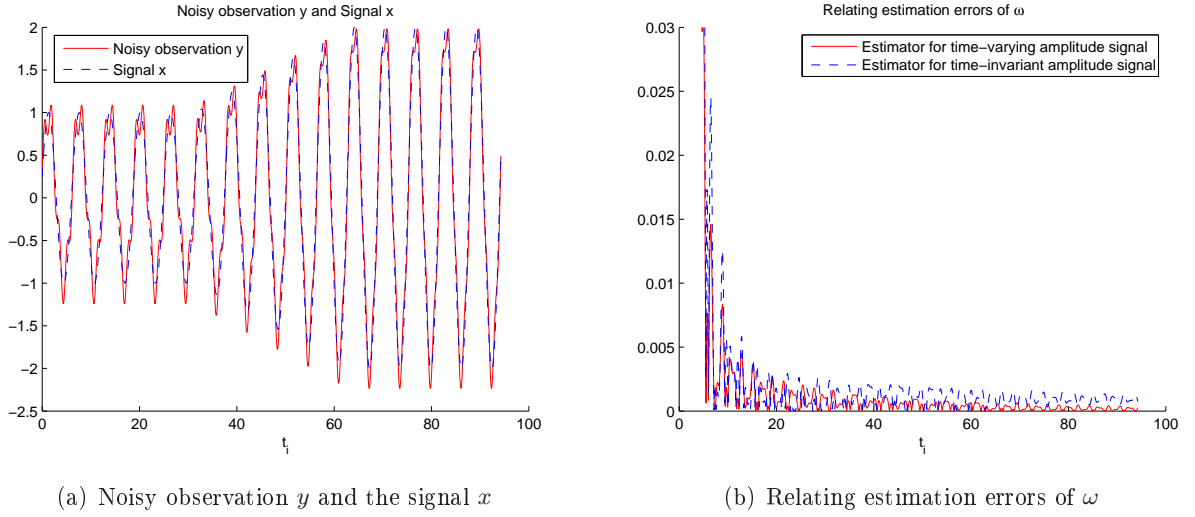 Noisy observation y and Signal x
Noisy observation y
Signal x
2
1.5
1
0.5
0
−0.5
−1
−1.5
−2
−2.5
0
20
40
60
80
100
t_i
(a) Noisy observation y and the signal x
Relating estimation errors of ω
Estimator for time−varying amplitude signal
Estimator for time−invariant amplitude signal
0.03
0.025
0.02
0.015
0.01
0.005
0
0
20
40
60
80
100
t_i
(b) Relating estimation errors of ω